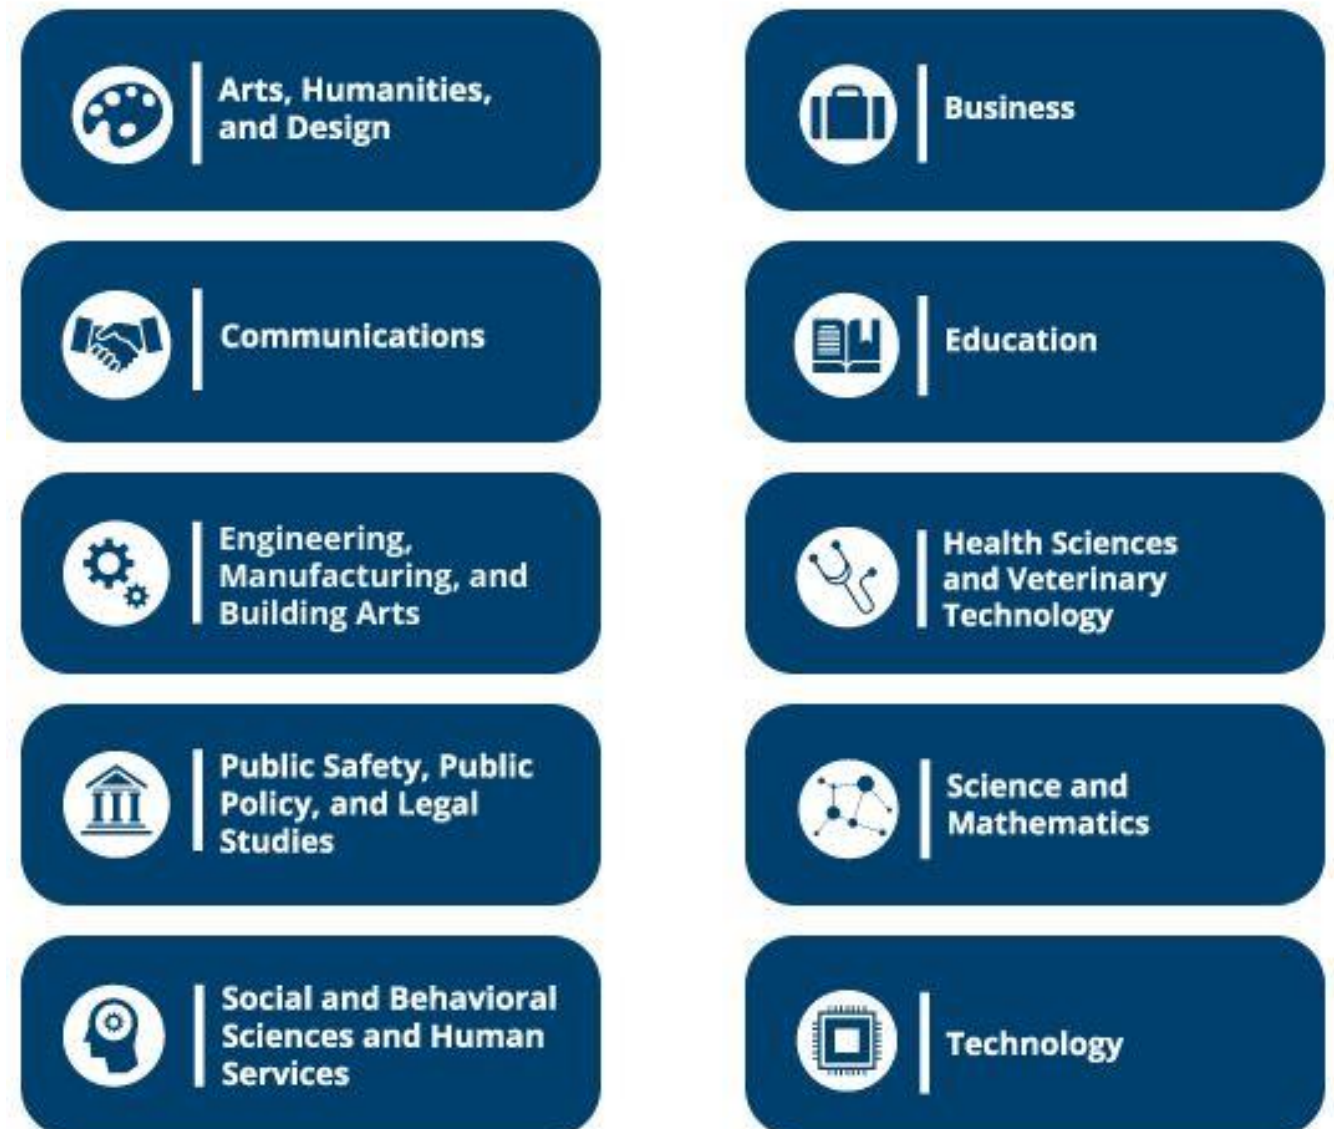 Arts, Humanities,
and Design
Business
Communications
Education
Engineering,
Manufacturing, and
Building Arts
Health Sciences
and Veterinary
Technology
Public Safety, Public
Policy, and Legal
Studies
Science and
Mathematics
Social and Behavioral
Sciences and Human
Services
Technology